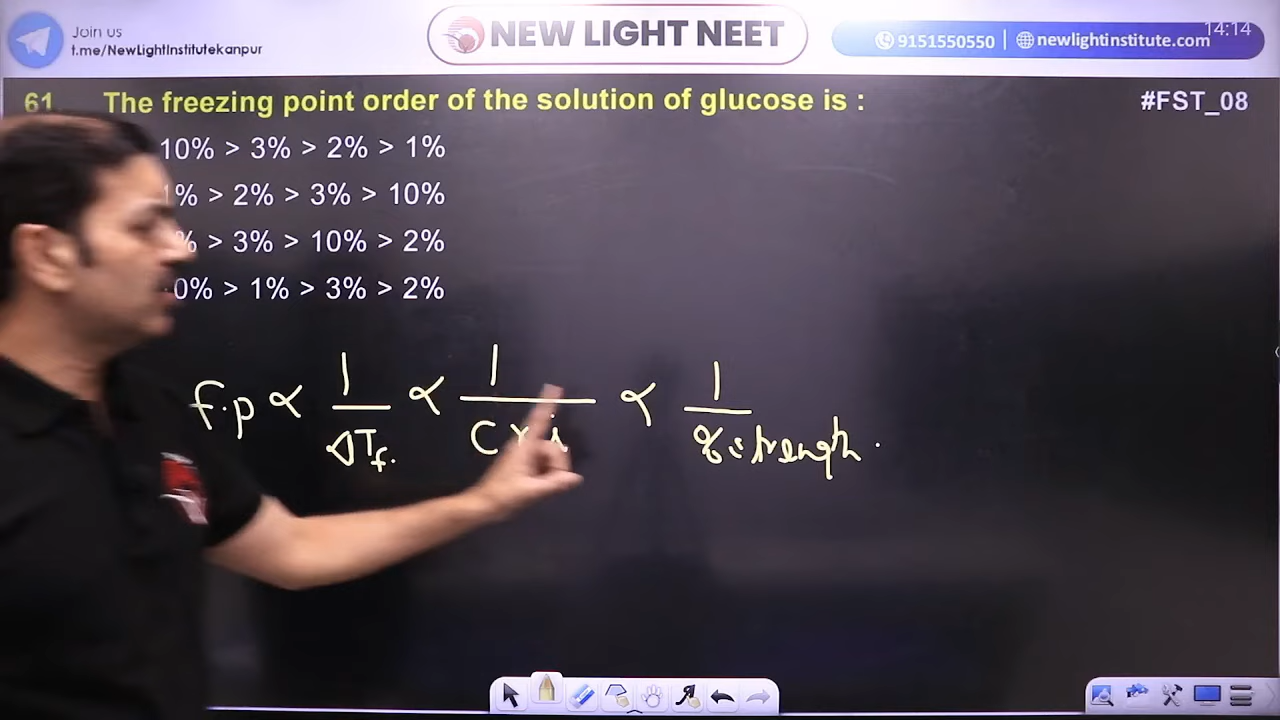 Join us
t.me/NewLightInstitutekanpur
NEW LIGHT NEET
9151550550 | newlightinstitute.com
14:14
61. The freezing point order of the solution of glucose is :
#FST_08
10% > 3% > 2% > 1%
1% > 2% > 3% > 10%
% > 3% > 10% > 2%
0% > 1% > 3% > 2%
f.p ∝ 1/ΔTf. ∝ 1/C×i ∝ 1/% strength.